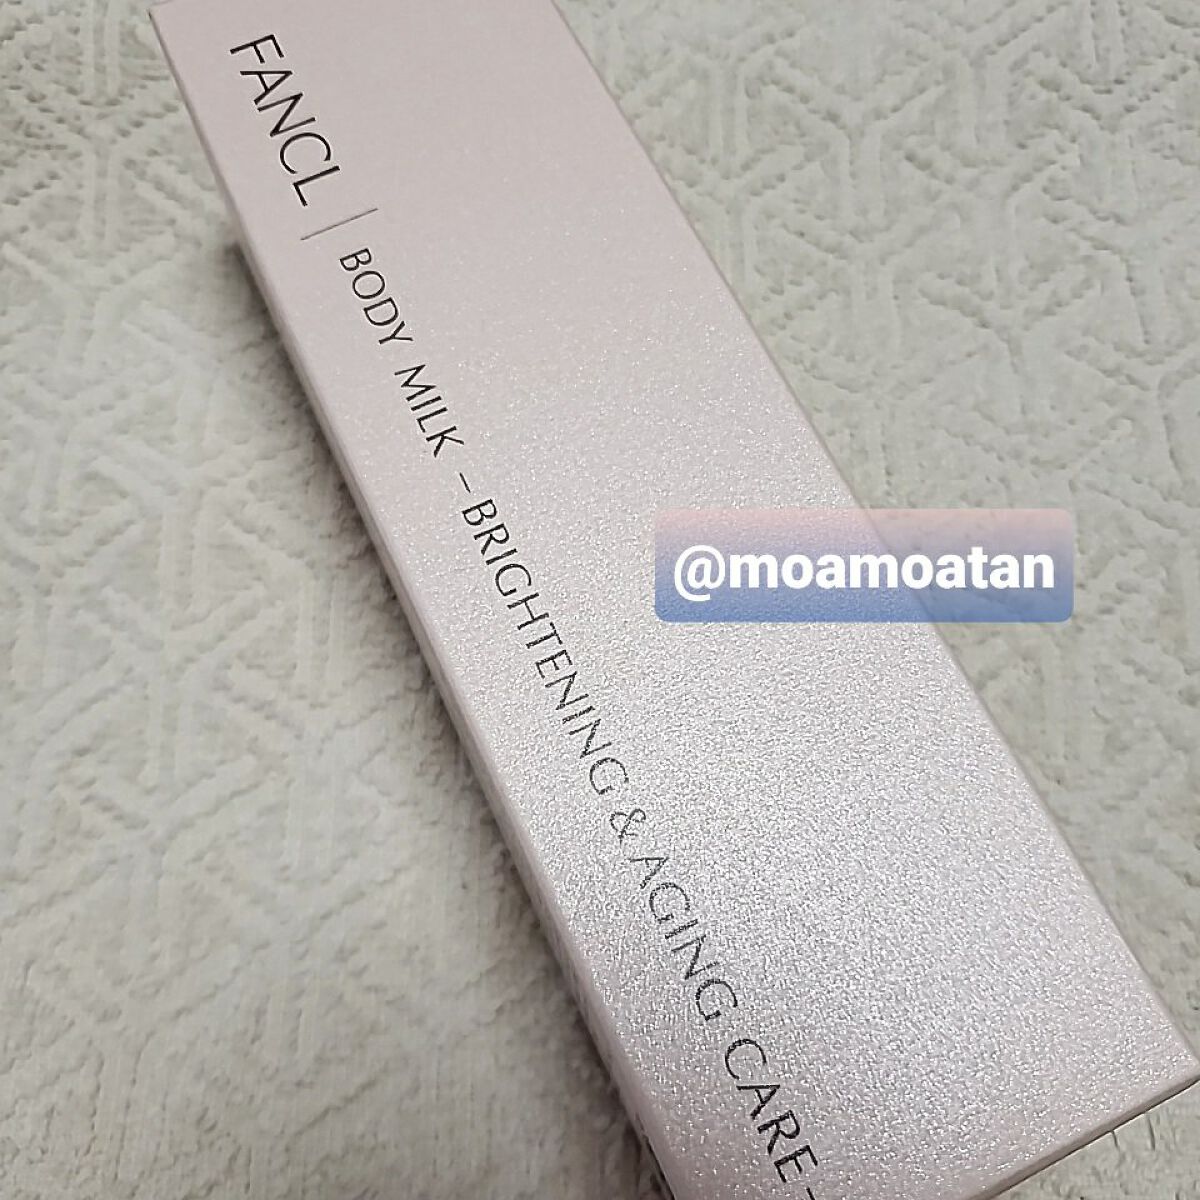 FANCL | BODY MILK –BRIGHTENING & AGING CARE–
@moamoatan